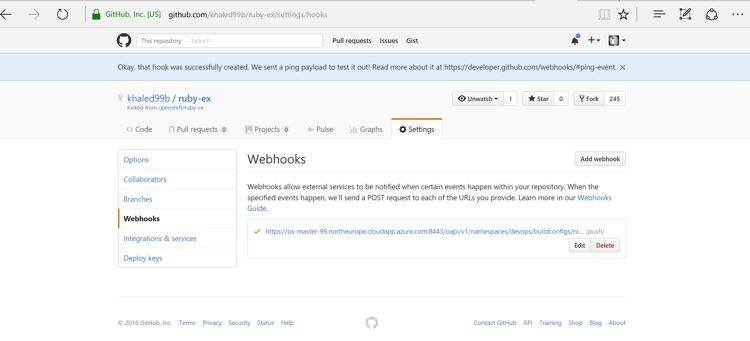 GitHub, Inc. [US] github.com/khaled99b/ruby-ex/settings/hooks
This repository Search Pull requests Issues Gist
Okay, that hook was successfully created. We sent a ping payload to test it out! Read more about it at https://developer.github.com/webhooks/#ping-event.
khaled99b / ruby-ex
forked from openshift/ruby-ex
Unwatch 1 Star 0 Fork 245
Code Pull requests 0 Projects 0 Pulse Graphs Settings
Options
Collaborators
Branches
Webhooks
Integrations & services
Deploy keys
Webhooks
Add webhook
Webhooks allow external services to be notified when certain events happen within your repository. When the
specified events happen, we'll send a POST request to each of the URLs you provide. Learn more in our Webhooks
Guide.
https://os-master-99.northeurope.cloudapp.azure.com:8443/oapi/v1/namespaces/devops/buildconfigs/ni... (push)
Edit Delete
© 2016 GitHub, Inc. Terms Privacy Security Status Help
Contact GitHub API Training Shop Blog About